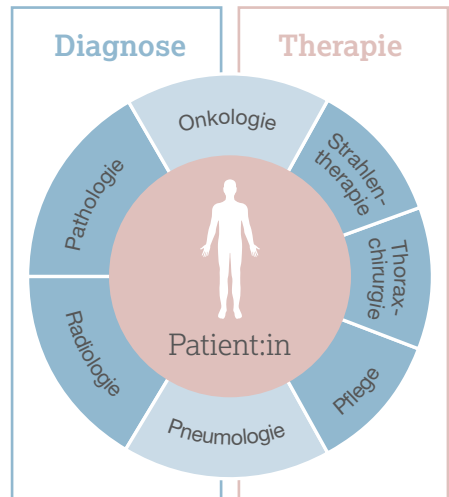 Diagnose
Therapie
Onkologie
Pathologie
Strahlen-
therapie
Thorax-
chirurgie
Radiologie
Patient:in
Pflege
Pneumologie